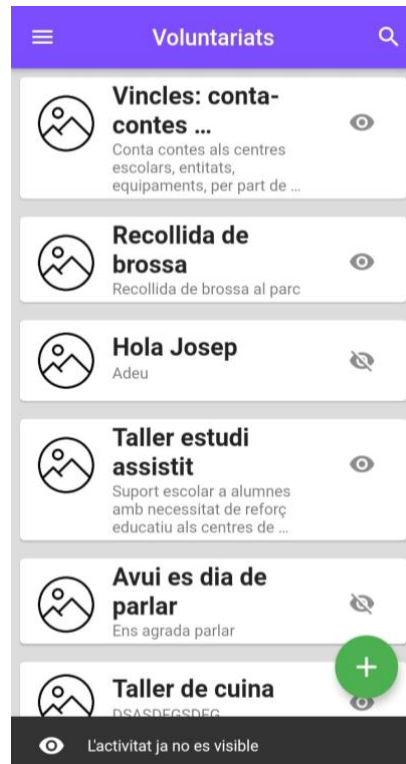 Voluntariats
Vincles: conta-
contes ...
Conta contes als centres
escolars, entitats,
equipaments, per part de ...
Recollida de
brossa
Recollida de brossa al parc
Hola Josep
Adeu
Taller estudi
assistit
Suport escolar a alumnes
amb necessitat de reforç
educatiu als centres de ...
Avui es dia de
parlar
Ens agrada parlar
Taller de cuina
DSASDFGSDFG
L'activitat ja no es visible